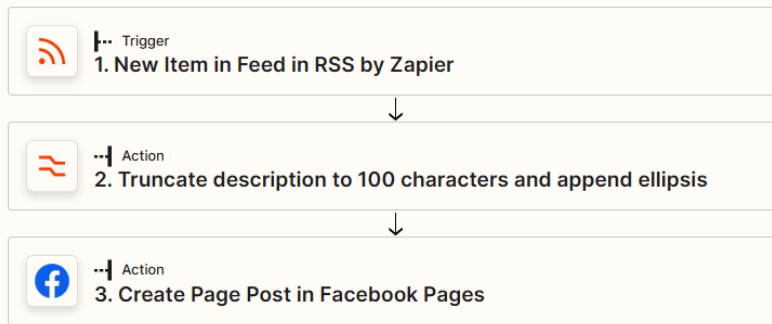 Trigger
1. New Item in Feed in RSS by Zapier
Action
2. Truncate description to 100 characters and append ellipsis
Action
3. Create Page Post in Facebook Pages